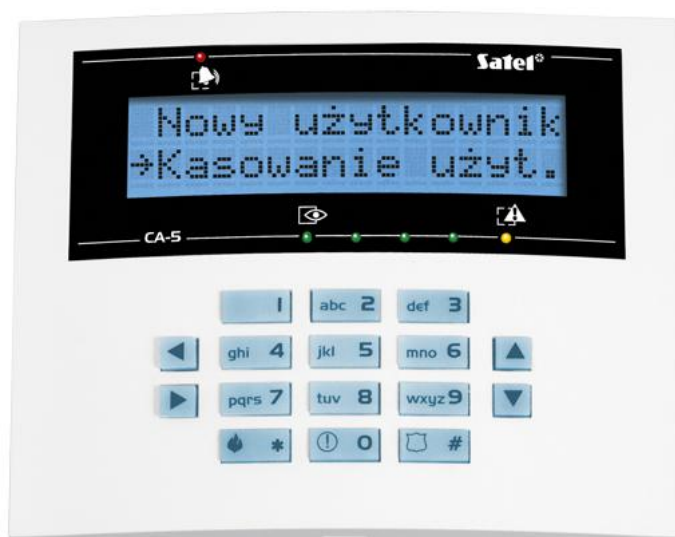 Satel
Nowy użytkownik
→Kasowanie użyt.
CA-5
1 abc 2 def 3
ghi 4 jkl 5 mno 6
pqrs 7 tuv 8 wxyz 9
* 0 #